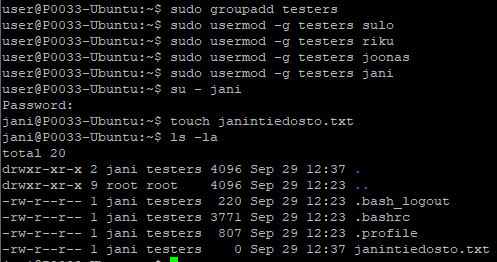 user@P0033-Ubuntu:~$ sudo groupadd testers
user@P0033-Ubuntu:~$ sudo usermod -g testers sulo
user@P0033-Ubuntu:~$ sudo usermod -g testers riku
user@P0033-Ubuntu:~$ sudo usermod -g testers joonas
user@P0033-Ubuntu:~$ sudo usermod -g testers jani
user@P0033-Ubuntu:~$ su - jani
Password:
jani@P0033-Ubuntu:~$ touch janintiedosto.txt
jani@P0033-Ubuntu:~$ ls -la
total 20
drwxr-xr-x 2 jani testers 4096 Sep 29 12:37 .
drwxr-xr-x 9 root root    4096 Sep 29 12:23 ..
-rw-r--r-- 1 jani testers  220 Sep 29 12:23 .bash_logout
-rw-r--r-- 1 jani testers 3771 Sep 29 12:23 .bashrc
-rw-r--r-- 1 jani testers  807 Sep 29 12:23 .profile
-rw-r--r-- 1 jani testers    0 Sep 29 12:37 janintiedosto.txt